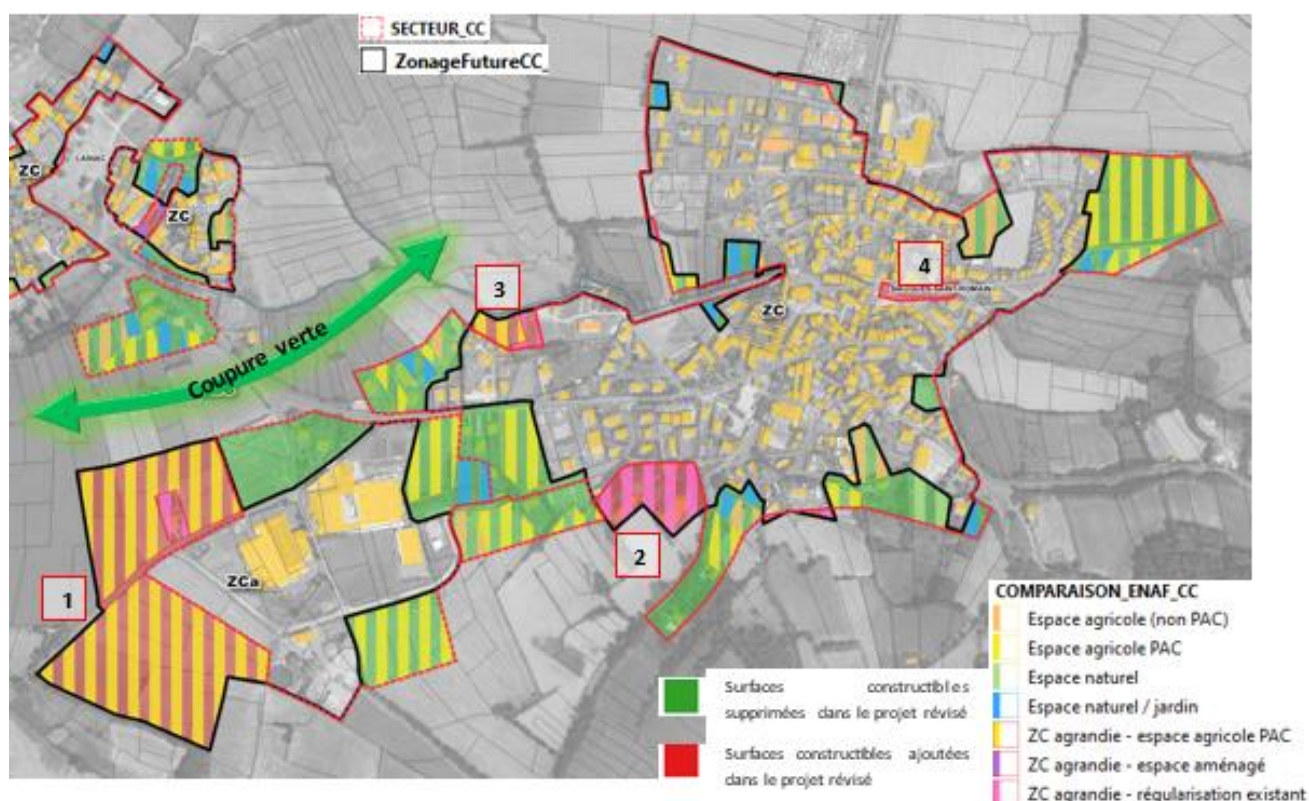 SECTEUR_CC
ZonageFutureCC_
ZC
ZC
Coupure verte
3
4
ZC
1
ZCa
2
COMPARAISON_ENAF_CC
Espace agricole (non PAC)
Espace agricole PAC
Espace naturel
Espace naturel / jardin
ZC agrandie - espace agricole PAC
ZC agrandie - espace aménagé
ZC agrandie - régularisation existant
Surfaces constructibles
supprimées dans le projet révisé
Surfaces constructibles ajoutées
dans le projet révisé